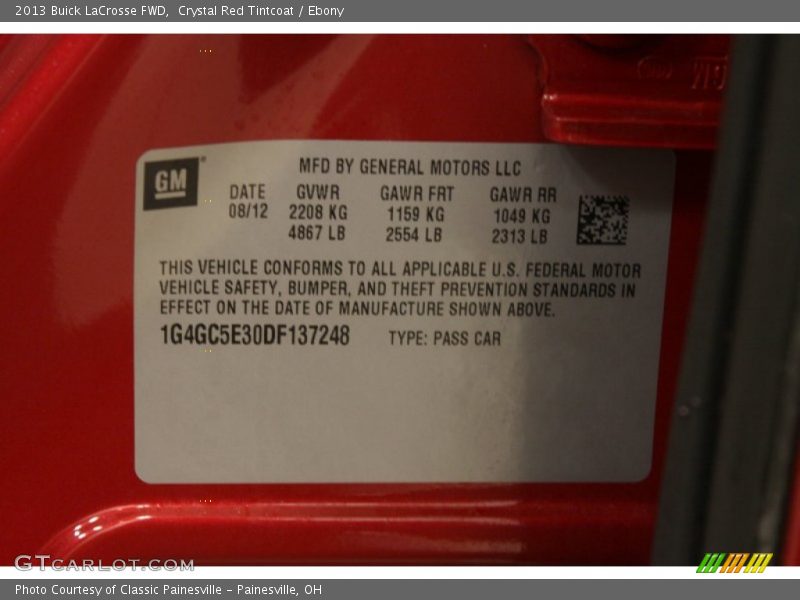 2013 Buick LaCrosse FWD, Crystal Red Tintcoat / Ebony
GM
MFD BY GENERAL MOTORS LLC
DATE GVWR GAWR FRT GAWR RR
08/12 2208 KG 1159 KG 1049 KG
4867 LB 2554 LB 2313 LB
THIS VEHICLE CONFORMS TO ALL APPLICABLE U.S. FEDERAL MOTOR
VEHICLE SAFETY, BUMPER, AND THEFT PREVENTION STANDARDS IN
EFFECT ON THE DATE OF MANUFACTURE SHOWN ABOVE.
1G4GC5E30DF137248 TYPE: PASS CAR
GTCARLOT.COM
Photo Courtesy of Classic Painesville - Painesville, OH